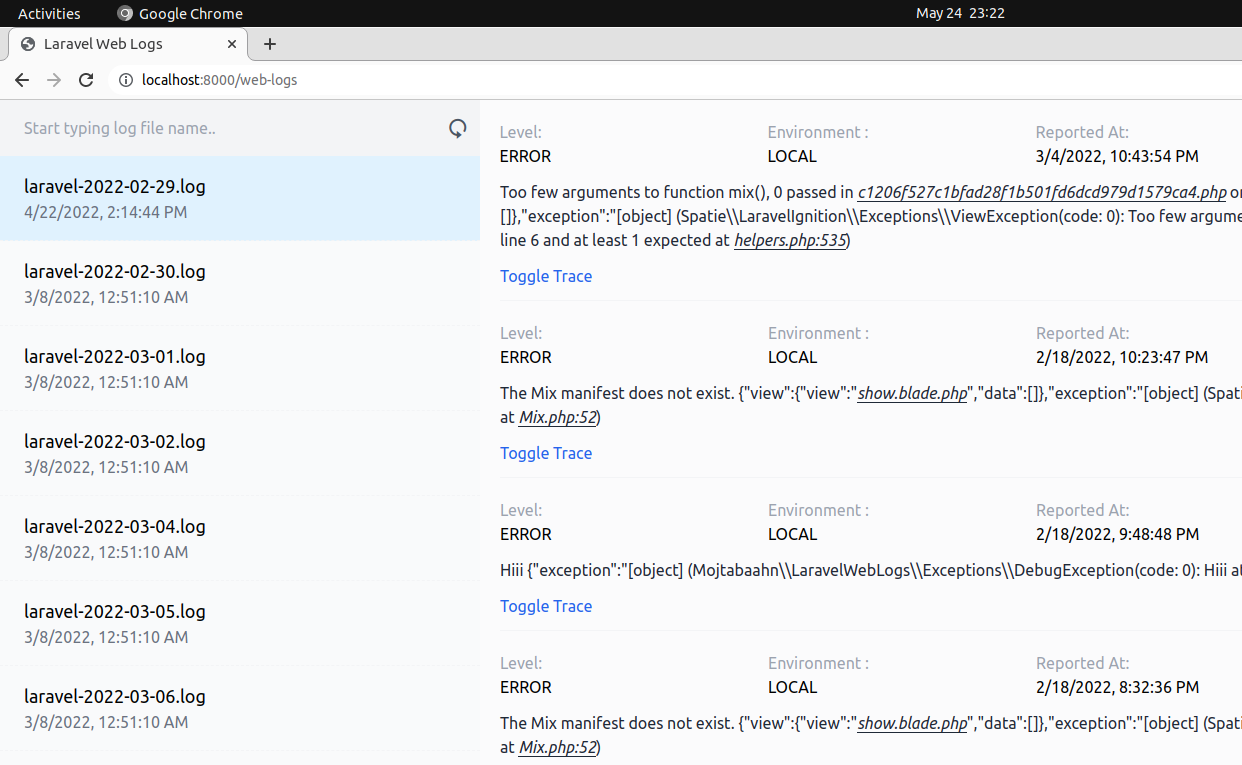 Activities Google Chrome May 24 23:22
Laravel Web Logs
localhost:8000/web-logs
Start typing log file name..
laravel-2022-02-29.log
4/22/2022, 2:14:44 PM
laravel-2022-02-30.log
3/8/2022, 12:51:10 AM
laravel-2022-03-01.log
3/8/2022, 12:51:10 AM
laravel-2022-03-02.log
3/8/2022, 12:51:10 AM
laravel-2022-03-04.log
3/8/2022, 12:51:10 AM
laravel-2022-03-05.log
3/8/2022, 12:51:10 AM
laravel-2022-03-06.log
3/8/2022, 12:51:10 AM
Level: Environment : Reported At:
ERROR LOCAL 3/4/2022, 10:43:54 PM
Too few arguments to function mix(), 0 passed in c1206f527c1bfad28f1b501fd6dcd979d1579ca4.php or
[]},"exception":"[object] (Spatie\\LaravelIgnition\\Exceptions\\ViewException(code: 0): Too few argume
line 6 and at least 1 expected at helpers.php:535)
Toggle Trace
Level: Environment : Reported At:
ERROR LOCAL 2/18/2022, 10:23:47 PM
The Mix manifest does not exist. {"view":{"view":"show.blade.php","data":[]},"exception":"[object] (Spati
at Mix.php:52)
Toggle Trace
Level: Environment : Reported At:
ERROR LOCAL 2/18/2022, 9:48:48 PM
Hiii {"exception":"[object] (Mojtabaahn\\LaravelWebLogs\\Exceptions\\DebugException(code: 0): Hiii at
Toggle Trace
Level: Environment : Reported At:
ERROR LOCAL 2/18/2022, 8:32:36 PM
The Mix manifest does not exist. {"view":{"view":"show.blade.php","data":[]},"exception":"[object] (Spati
at Mix.php:52)